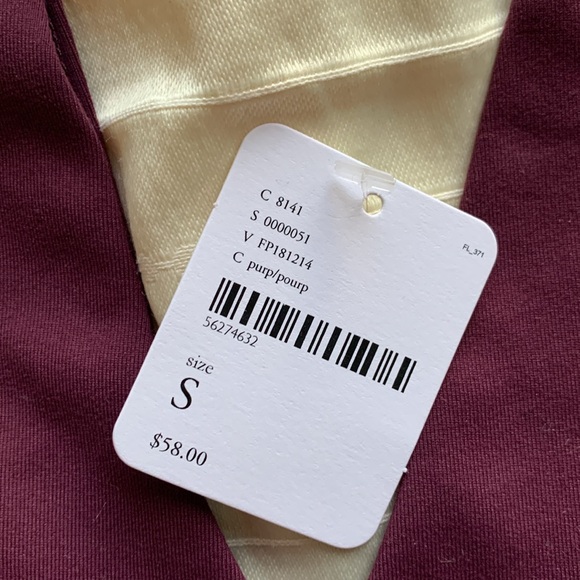 C 8141
S 0000051
V FP181214
C purp/pourp
FL_371
56274632
size
S
$58.00